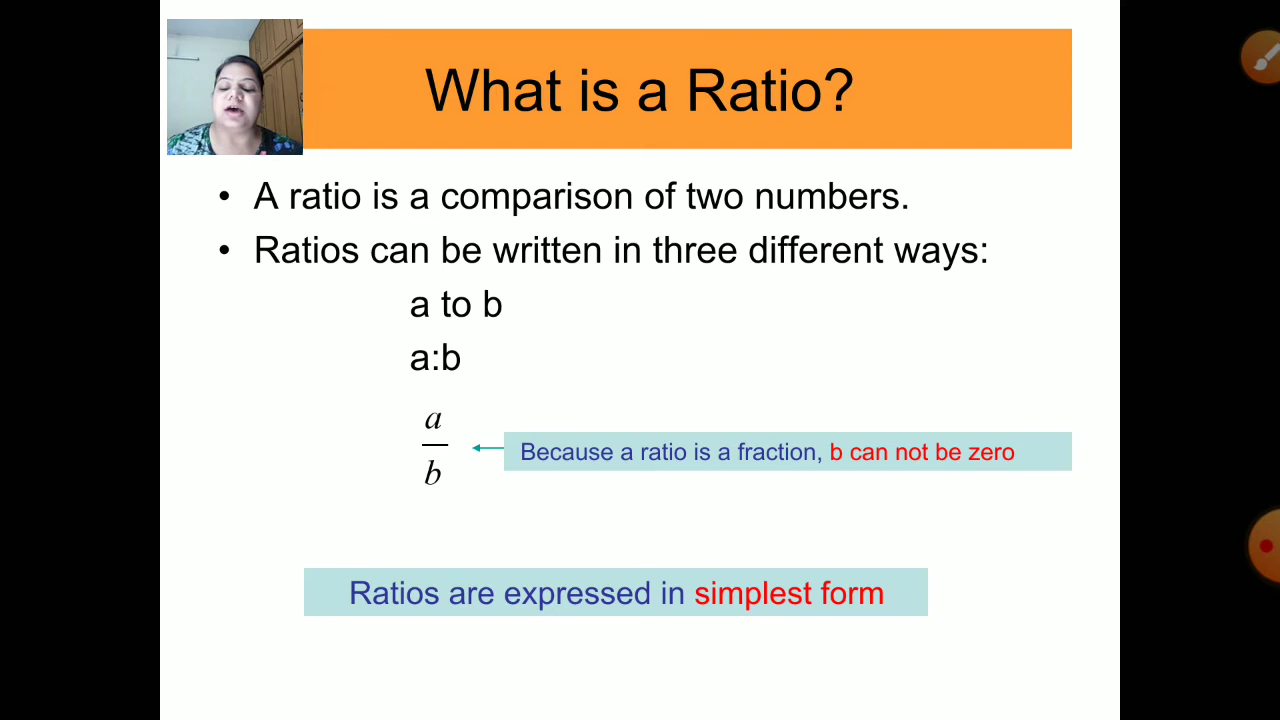 What is a Ratio?
• A ratio is a comparison of two numbers.
• Ratios can be written in three different ways:
a to b
a:b
a
b
Because a ratio is a fraction, b can not be zero
Ratios are expressed in simplest form